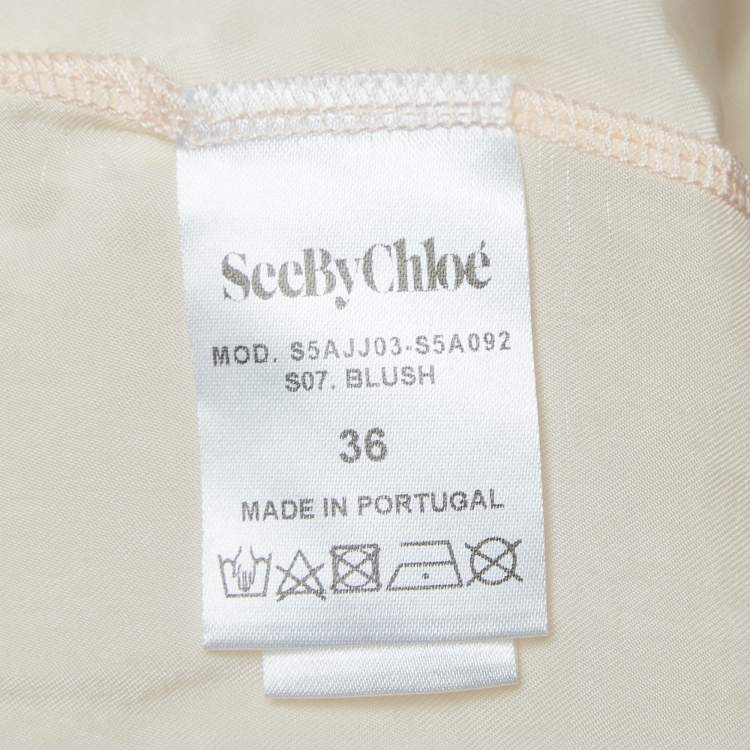 SeeByChloé
MOD. S5AJJ03-S5A092
S07. BLUSH
36
MADE IN PORTUGAL